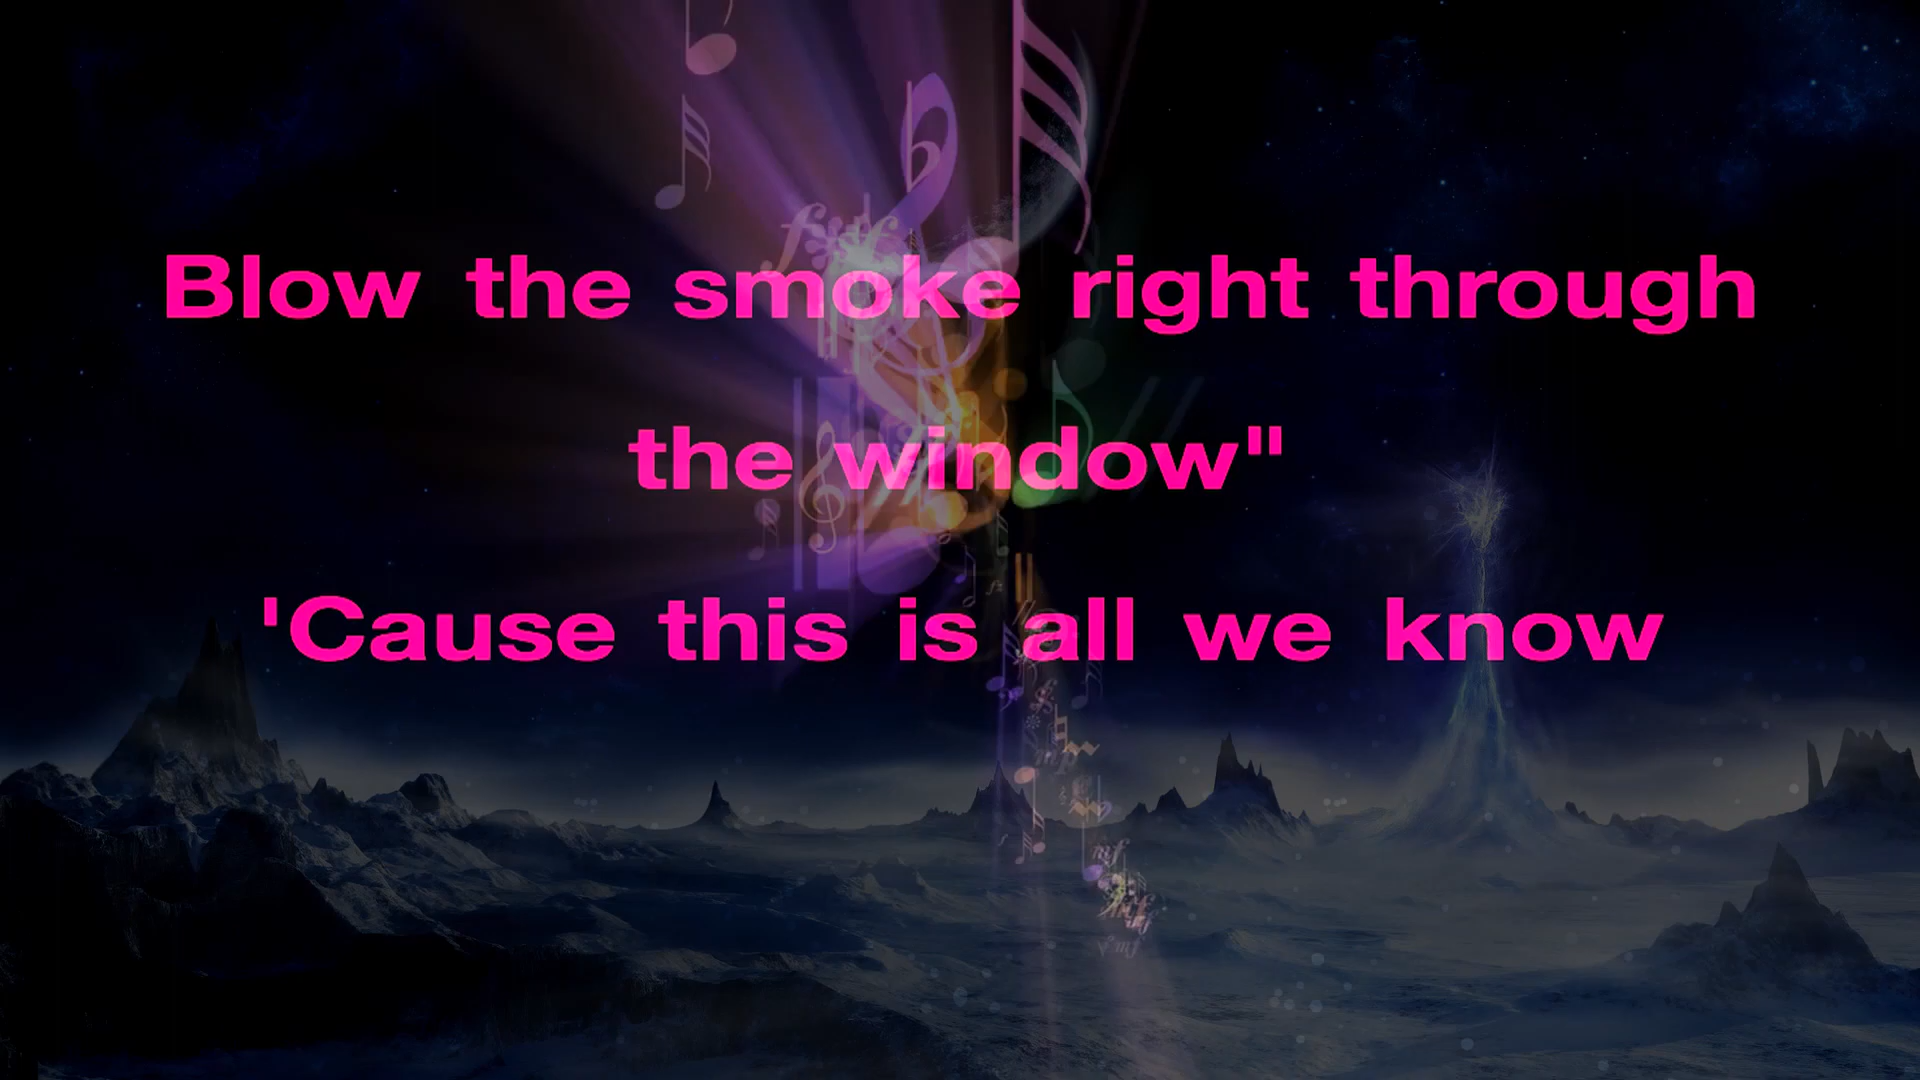 Blow the smoke right through
the window"
'Cause this is all we know